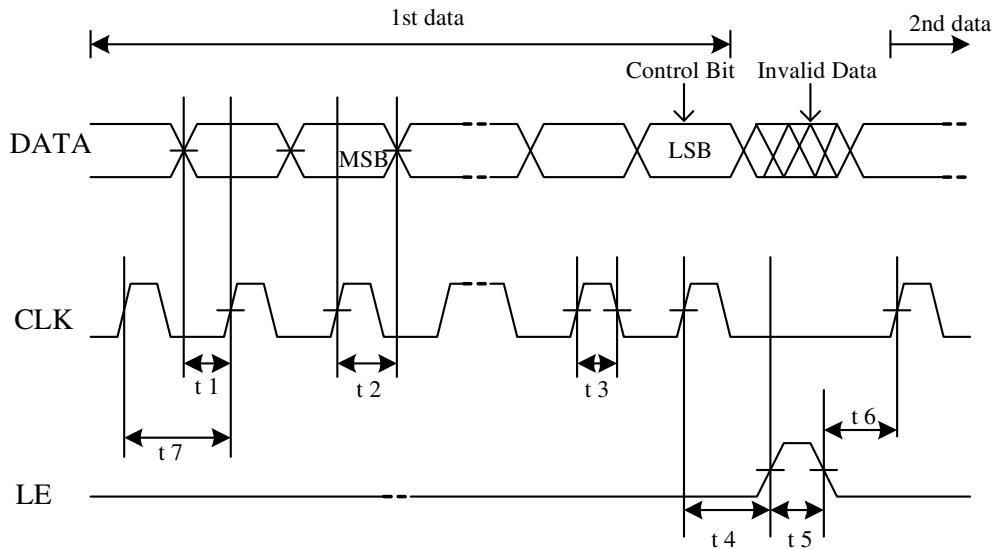 1st data
2nd data
Control Bit
Invalid Data
DATA
MSB
LSB
CLK
t 1
t 2
t 3
t 7
t 6
LE
t 4
t 5